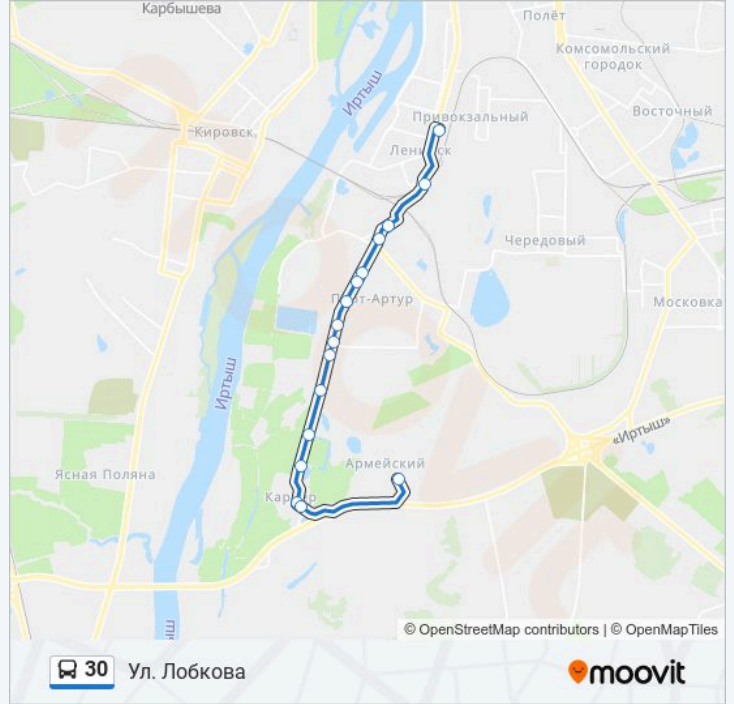 Карбышева
Полёт
Комсомольский
городок
Иртыш
Восточный
Привокзальный
Кировск
Ленинск
Чередовый
Порт-Артур
Московка
Иртыш
«Иртыш»
Армейский
Ясная Поляна
Карьер
© OpenStreetMap contributors | © OpenMapTiles
30 Ул. Лобкова
moovit